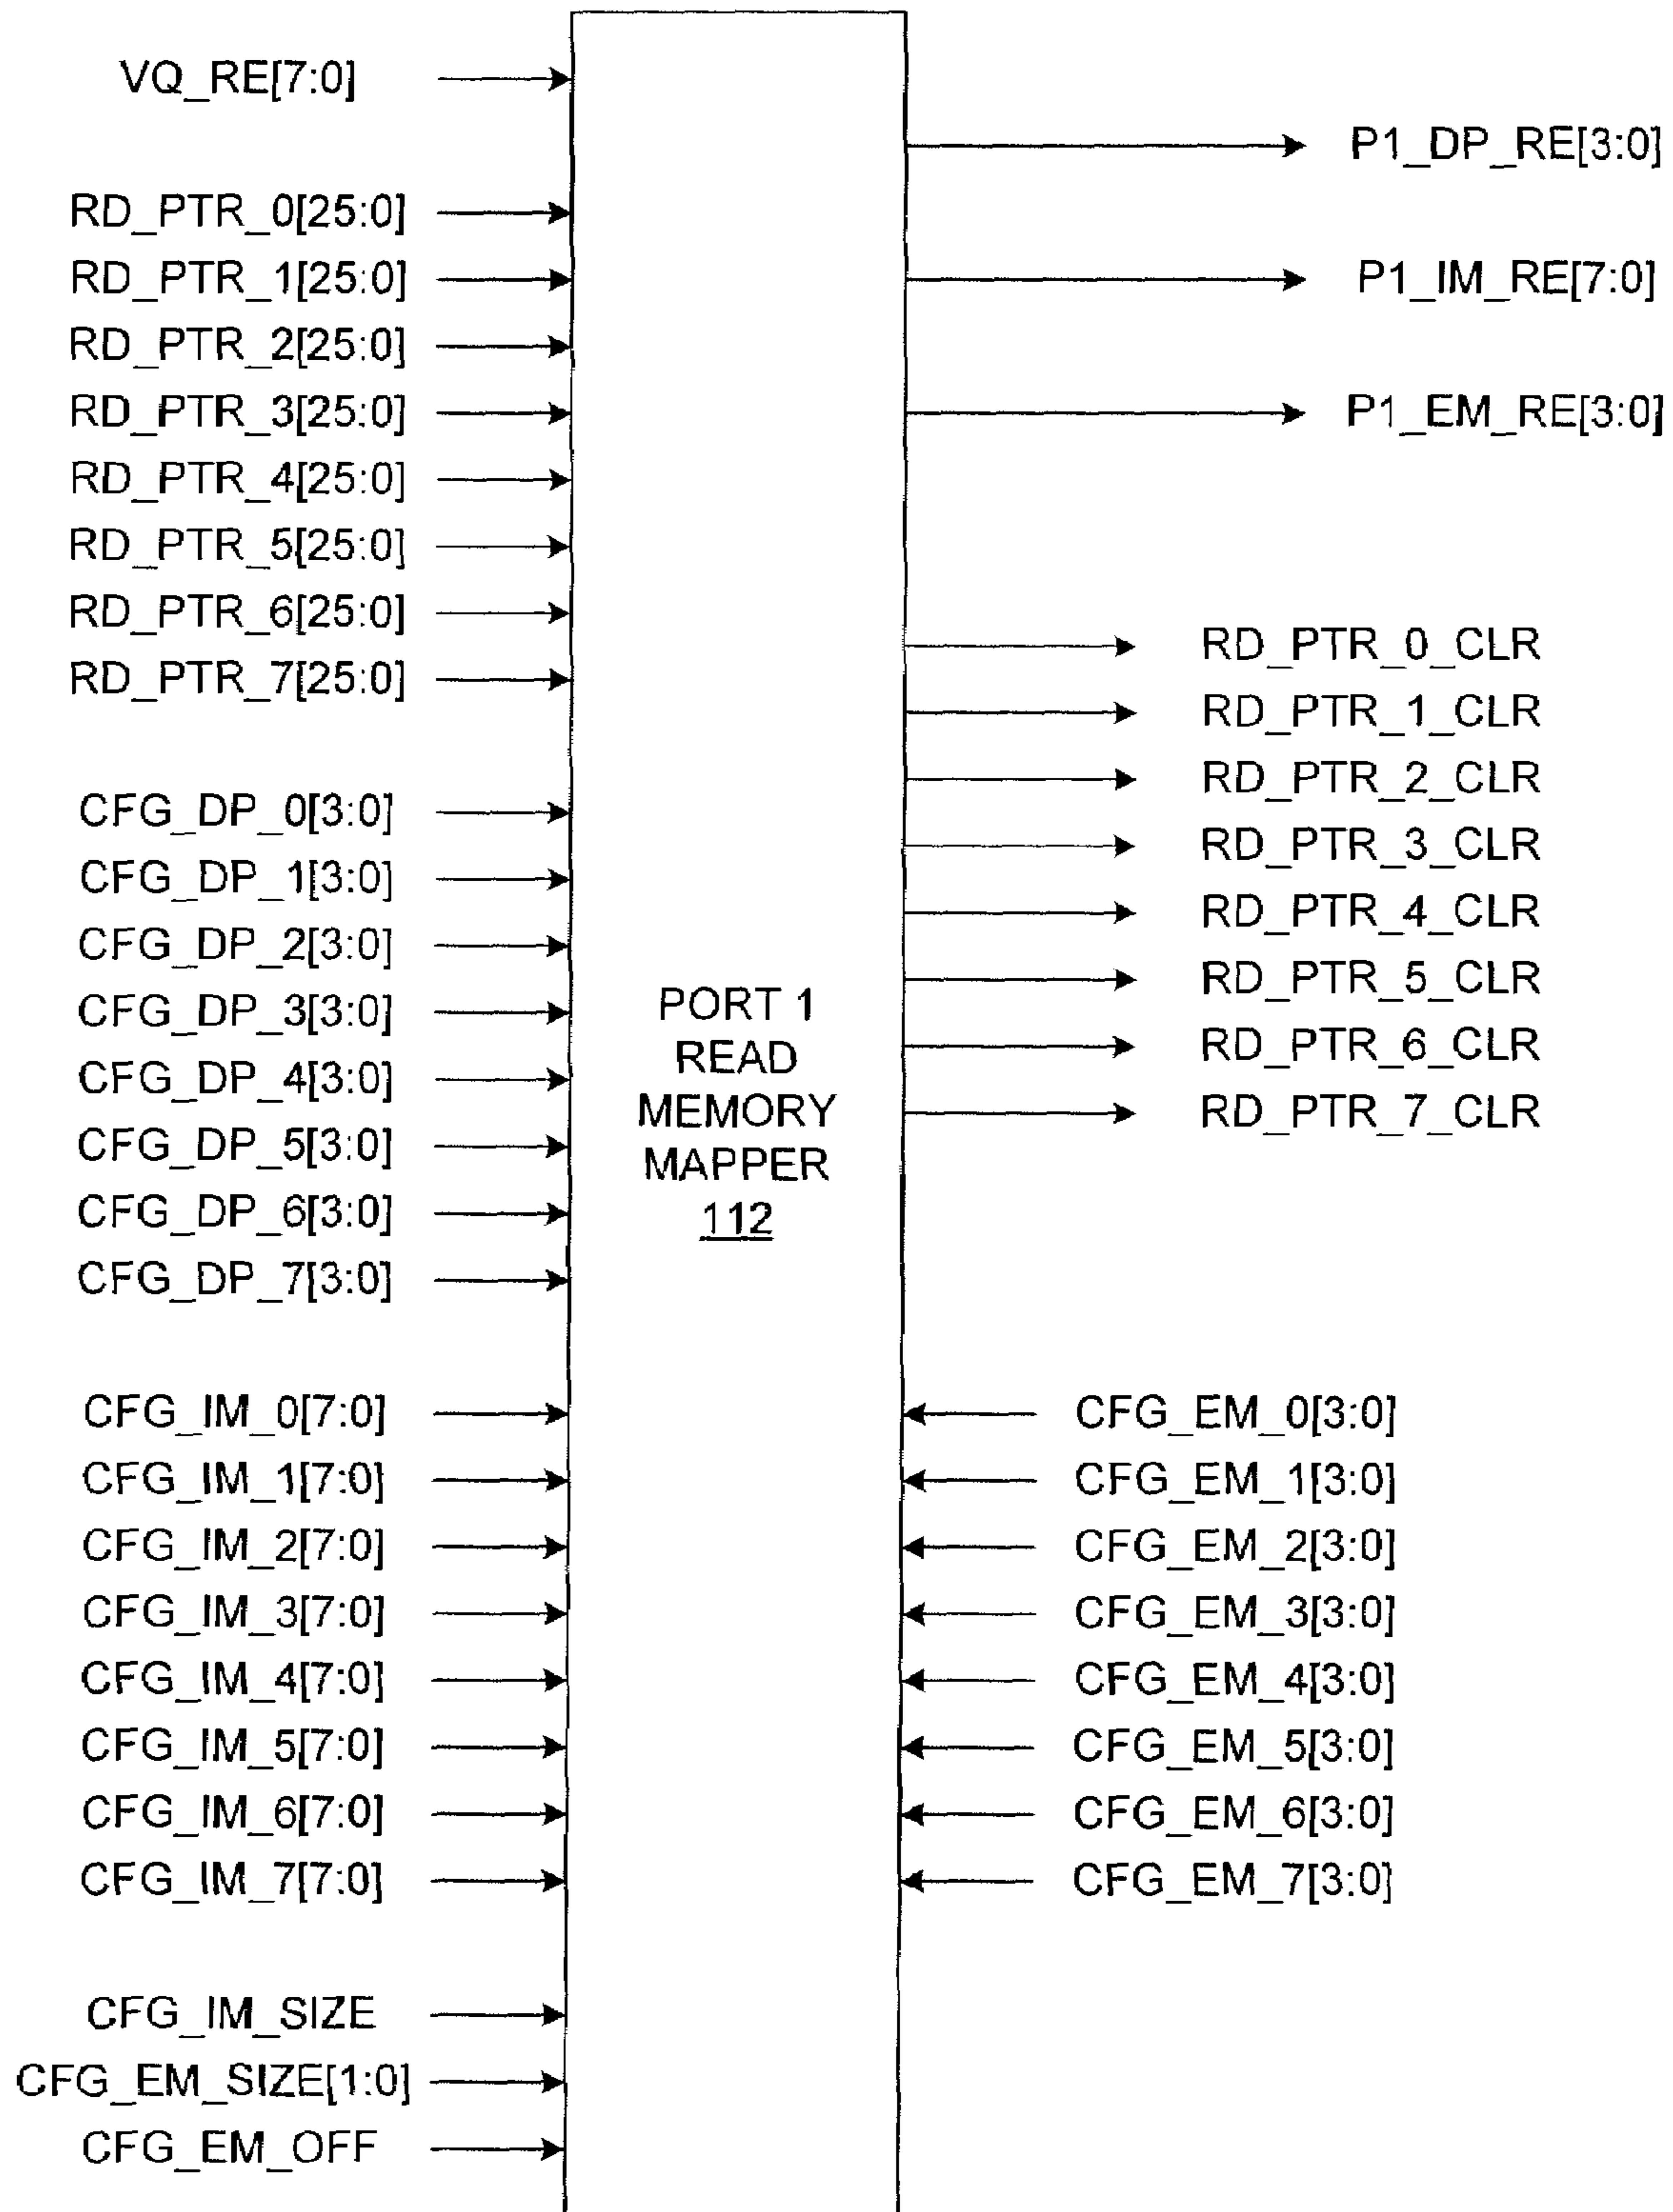 VQ_RE[7:0]
RD_PTR_0[25:0]
RD_PTR_1[25:0]
RD_PTR_2[25:0]
RD_PTR_3[25:0]
RD_PTR_4[25:0]
RD_PTR_5[25:0]
RD_PTR_6[25:0]
RD_PTR_7[25:0]
CFG_DP_0[3:0]
CFG_DP_1[3:0]
CFG_DP_2[3:0]
CFG_DP_3[3:0]
CFG_DP_4[3:0]
CFG_DP_5[3:0]
CFG_DP_6[3:0]
CFG_DP_7[3:0]
CFG_IM_0[7:0]
CFG_IM_1[7:0]
CFG_IM_2[7:0]
CFG_IM_3[7:0]
CFG_IM_4[7:0]
CFG_IM_5[7:0]
CFG_IM_6[7:0]
CFG_IM_7[7:0]
CFG_IM_SIZE
CFG_EM_SIZE[1:0]
CFG_EM_OFF
PORT 1
READ
MEMORY
MAPPER
112
P1_DP_RE[3:0]
P1_IM_RE[7:0]
P1_EM_RE[3:0]
RD_PTR_0_CLR
RD_PTR_1_CLR
RD_PTR_2_CLR
RD_PTR_3_CLR
RD_PTR_4_CLR
RD_PTR_5_CLR
RD_PTR_6_CLR
RD_PTR_7_CLR
CFG_EM_0[3:0]
CFG_EM_1[3:0]
CFG_EM_2[3:0]
CFG_EM_3[3:0]
CFG_EM_4[3:0]
CFG_EM_5[3:0]
CFG_EM_6[3:0]
CFG_EM_7[3:0]